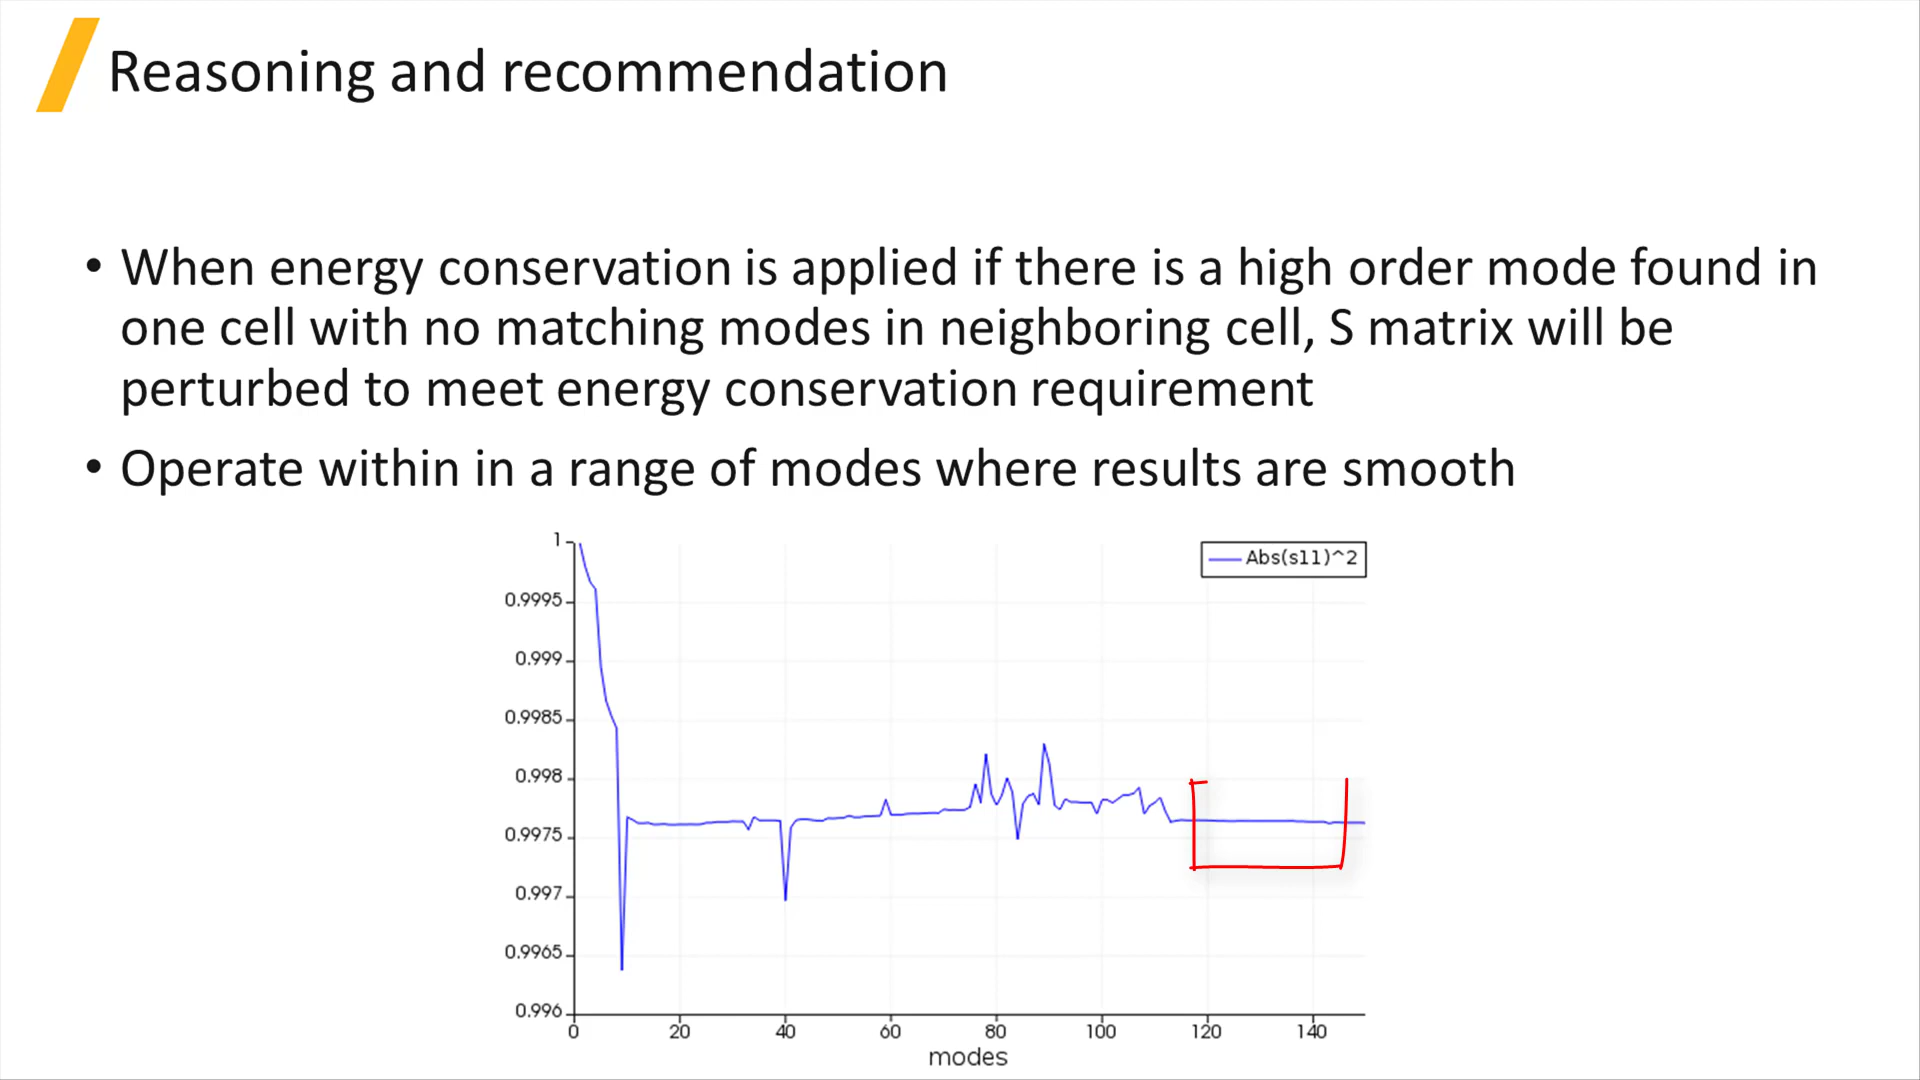 Reasoning and recommendation
• When energy conservation is applied if there is a high order mode found in
one cell with no matching modes in neighboring cell, S matrix will be
perturbed to meet energy conservation requirement
• Operate within in a range of modes where results are smooth
Abs(s11)^2
1
0.9995
0.999
0.9985
0.998
0.9975
0.997
0.9965
0.996
0 20 40 60 80 100 120 140
modes